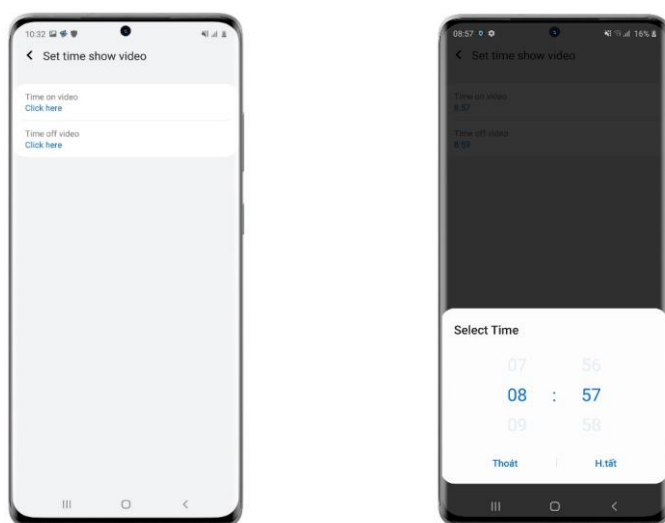 10:32
Set time show video
Time on video
Click here
Time off video
Click here
08:57 16%
Set time show video
Time on video
8:57
Time off video
8:59
Select Time
07 56
08 : 57
09 58
Thoát H.tất